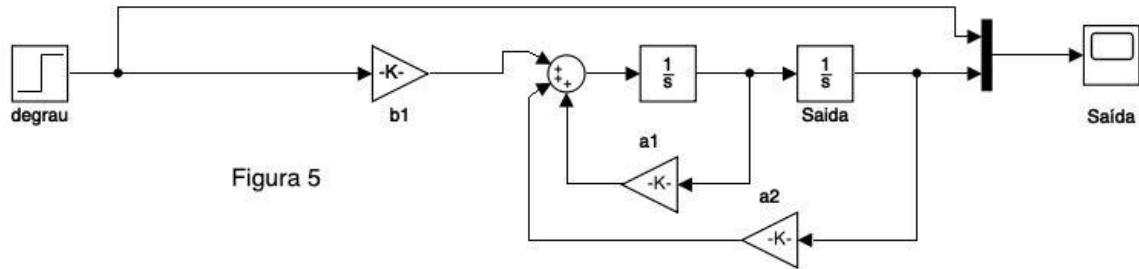 degrau
-K-
b1
+
+
+
1
s
1
s
Saida
Saída
a1
-K-
a2
-K-
Figura 5